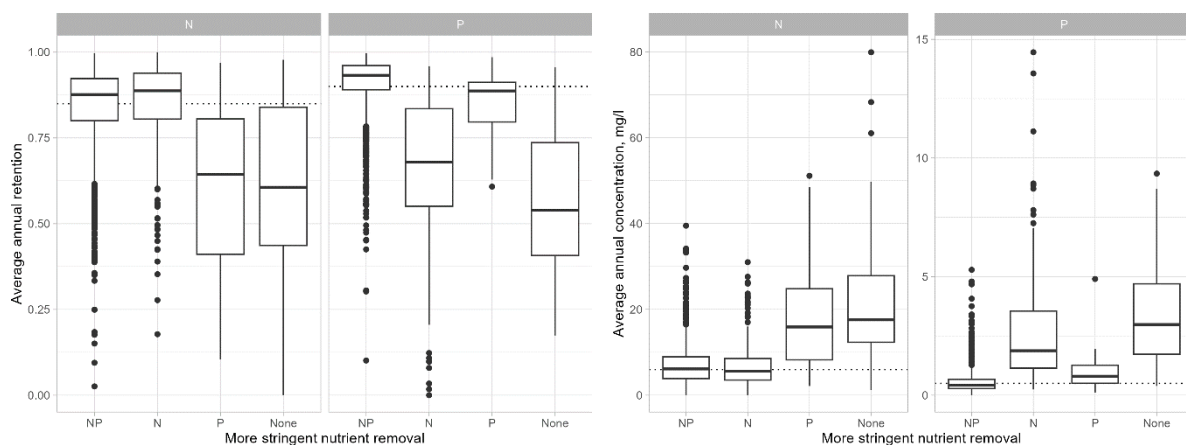 N
P
Average annual retention
1.00
0.75
0.50
0.25
0.00
NP
N
P
None
NP
N
P
None
More stringent nutrient removal
N
P
Average annual concentration, mg/l
80
60
40
20
0
15
10
5
0
NP
N
P
None
NP
N
P
None
More stringent nutrient removal